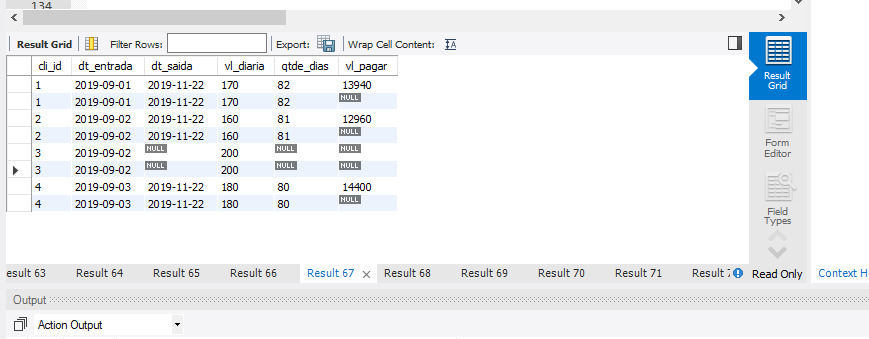 134
Result Grid Filter Rows: Export: Wrap Cell Content: IA
cli_id dt_entrada dt_saida vl_diaria qtde_dias vl_pagar
1 2019-09-01 2019-11-22 170 82 13940
1 2019-09-01 2019-11-22 170 82 NULL
2 2019-09-02 2019-11-22 160 81 12960
2 2019-09-02 2019-11-22 160 81 NULL
3 2019-09-02 NULL 200 NULL NULL
3 2019-09-02 NULL 200 NULL NULL
4 2019-09-03 2019-11-22 180 80 14400
4 2019-09-03 2019-11-22 180 80 NULL
Result
Grid
Form
Editor
Field
Types
esult 63 Result 64 Result 65 Result 66 Result 67 Result 68 Result 69 Result 70 Result 71 Result Read Only Context H
Output
Action Output